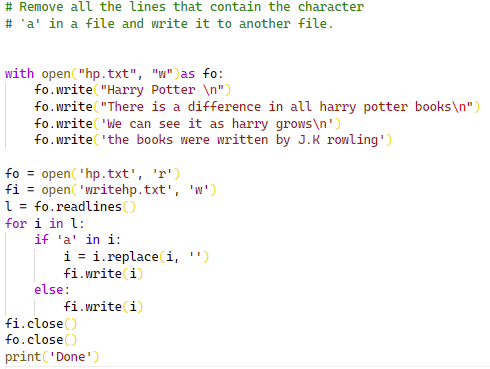 # Remove all the lines that contain the character
# `a' in a file and write it to another file.
with open("hp.txt", "w")as fo:
    fo.write("Harry Potter \n")
    fo.write("There is a difference in all harry potter books\n")
    fo.write('We can see it as harry grows\n')
    fo.write('the books were written by J.K rowling')
fo = open('hp.txt', 'r')
fi = open('writehp.txt', 'w')
l = fo.readlines()
for i in l:
    if 'a' in i:
        i = i.replace(i, '')
        fi.write(i)
    else:
        fi.write(i)
fi.close()
fo.close()
print('Done')